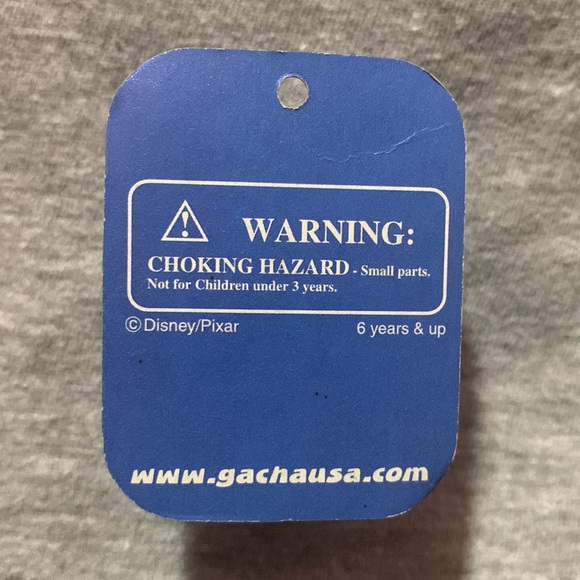 WARNING:
CHOKING HAZARD - Small parts.
Not for Children under 3 years.
©Disney/Pixar 6 years & up
www.gachausa.com